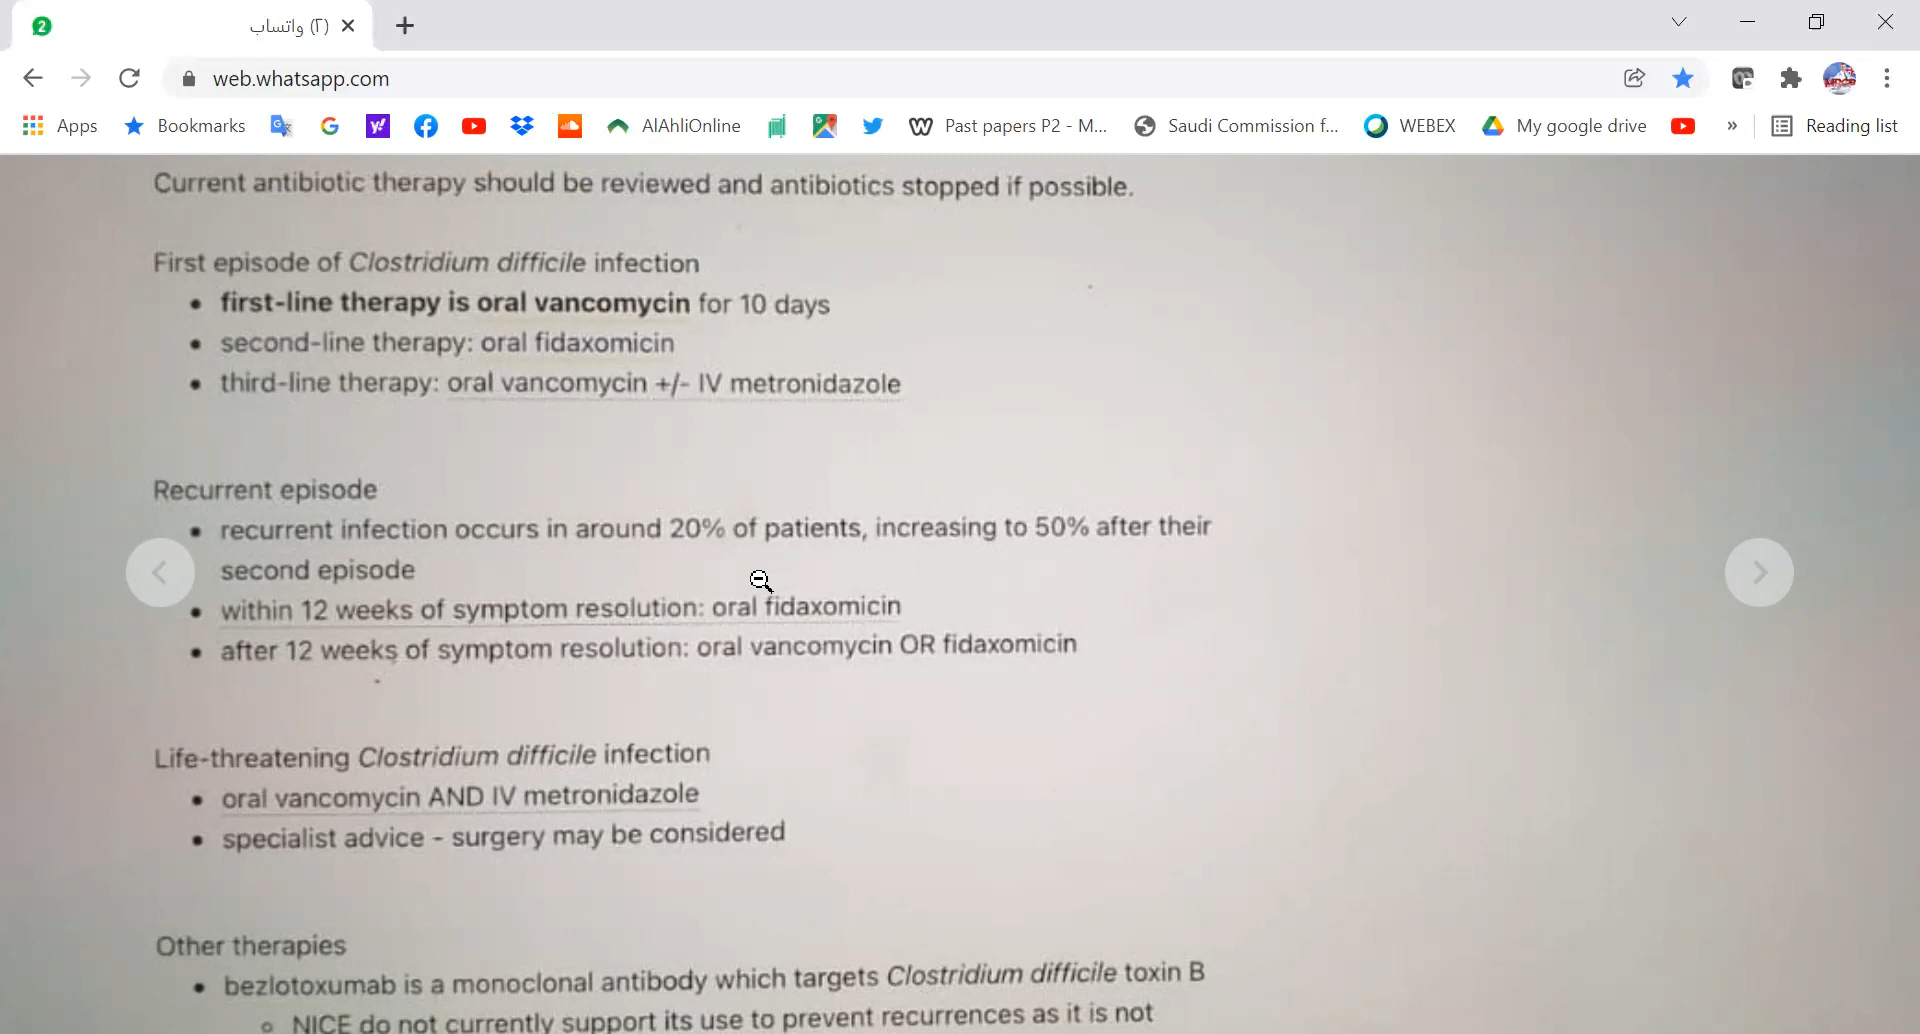 2
واتساب (٢)
web.whatsapp.com
Apps
Bookmarks
AlAhliOnline
Past papers P2 - M...
Saudi Commission f...
WEBEX
My google drive
»
Reading list
Current antibiotic therapy should be reviewed and antibiotics stopped if possible.
First episode of Clostridium difficile infection
• first-line therapy is oral vancomycin for 10 days
• second-line therapy: oral fidaxomicin
• third-line therapy: oral vancomycin +/- IV metronidazole
Recurrent episode
• recurrent infection occurs in around 20% of patients, increasing to 50% after their
second episode
• within 12 weeks of symptom resolution: oral fidaxomicin
• after 12 weeks of symptom resolution: oral vancomycin OR fidaxomicin
Life-threatening Clostridium difficile infection
• oral vancomycin AND IV metronidazole
• specialist advice - surgery may be considered
Other therapies
• bezlotoxumab is a monoclonal antibody which targets Clostridium difficile toxin B
o NICE do not currently support its use to prevent recurrences as it is not